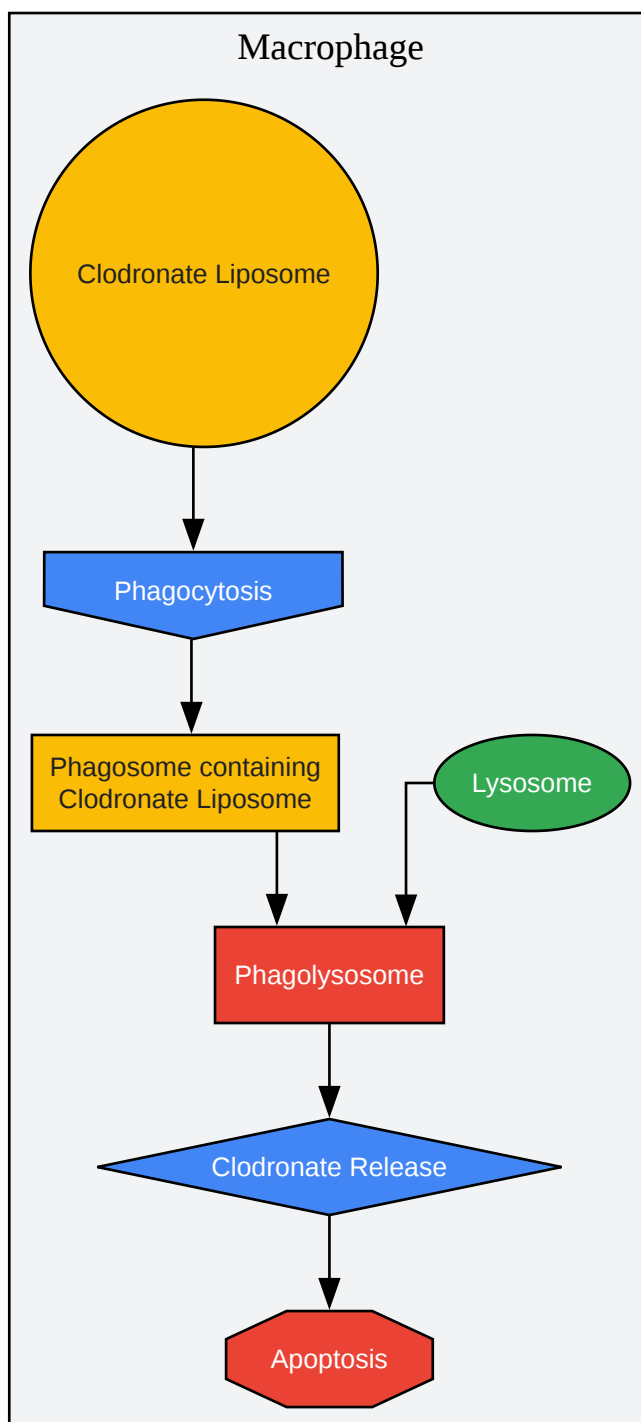 Macrophage
Clodronate Liposome
Phagocytosis
Phagosome containing
Clodronate Liposome
Lysosome
Phagolysosome
Clodronate Release
Apoptosis